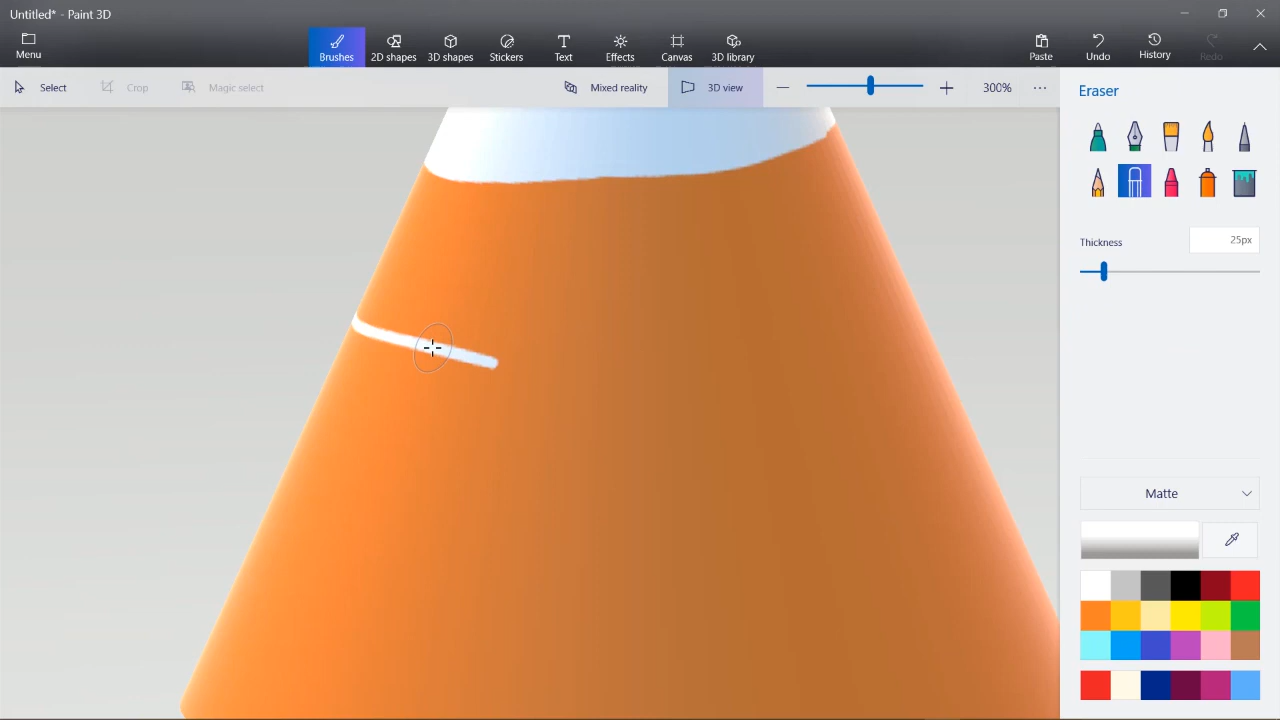 Untitled* - Paint 3D
Menu
Brushes
2D shapes
3D shapes
Stickers
Text
Effects
Canvas
3D library
Paste
Undo
History
Redo
Select
Crop
Magic select
Mixed reality
3D view
300%
Eraser
Thickness
25px
Matte